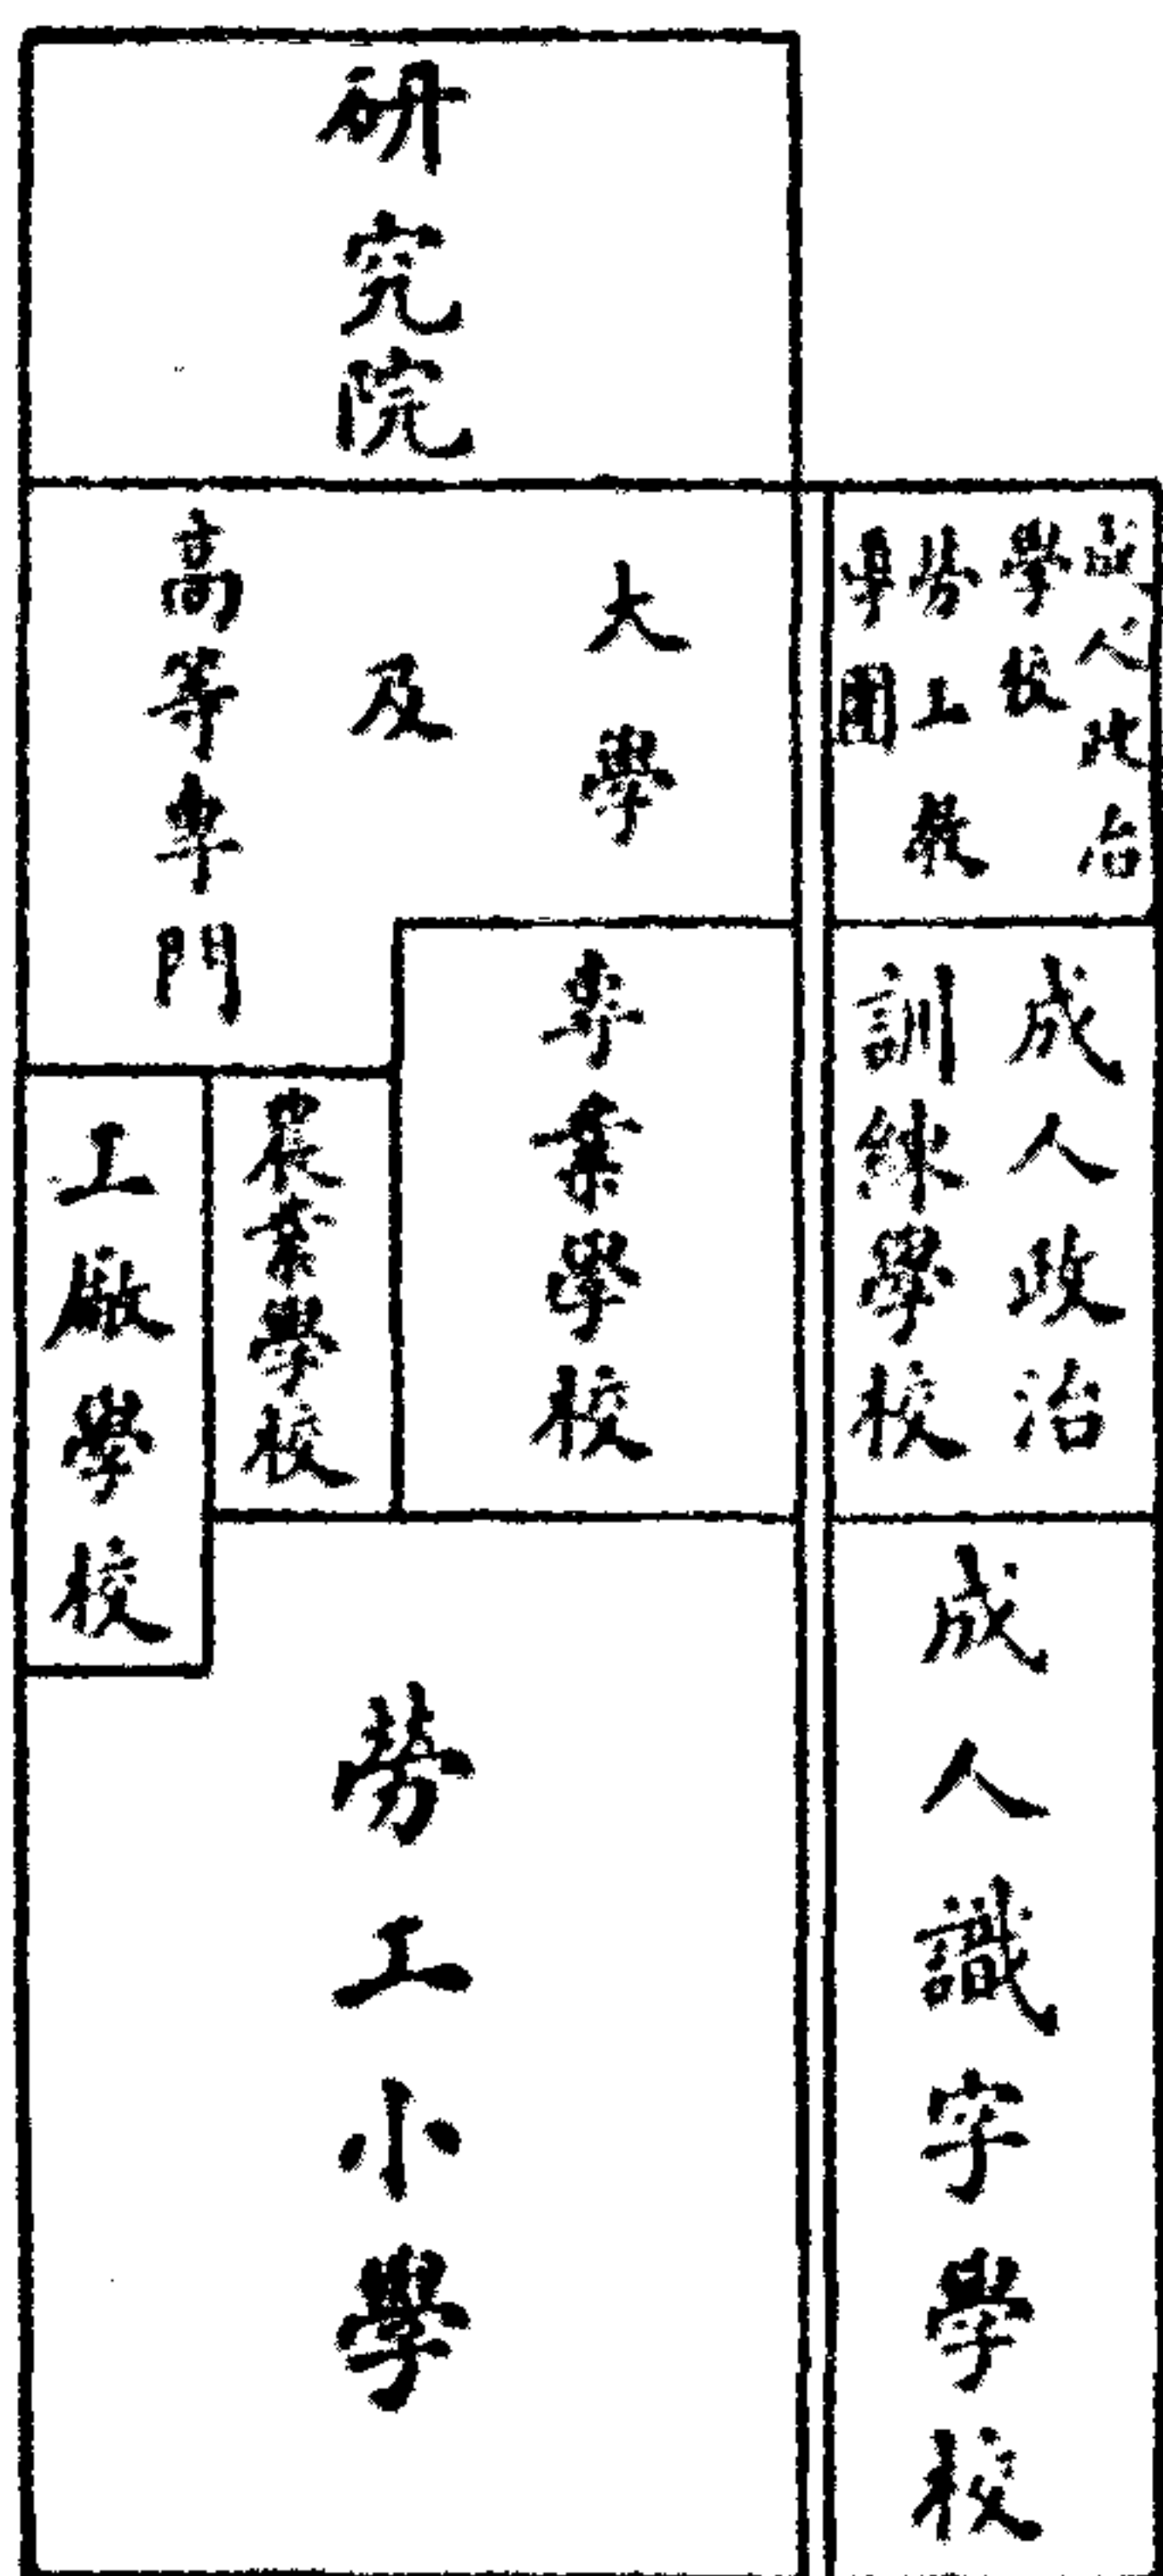 研究院
大學
及
高等專門
專業學校
農業學校
工廠學校
勞工小學
成人政治
學校
勞工
學團
成人政治
訓練學校
成人識字學校